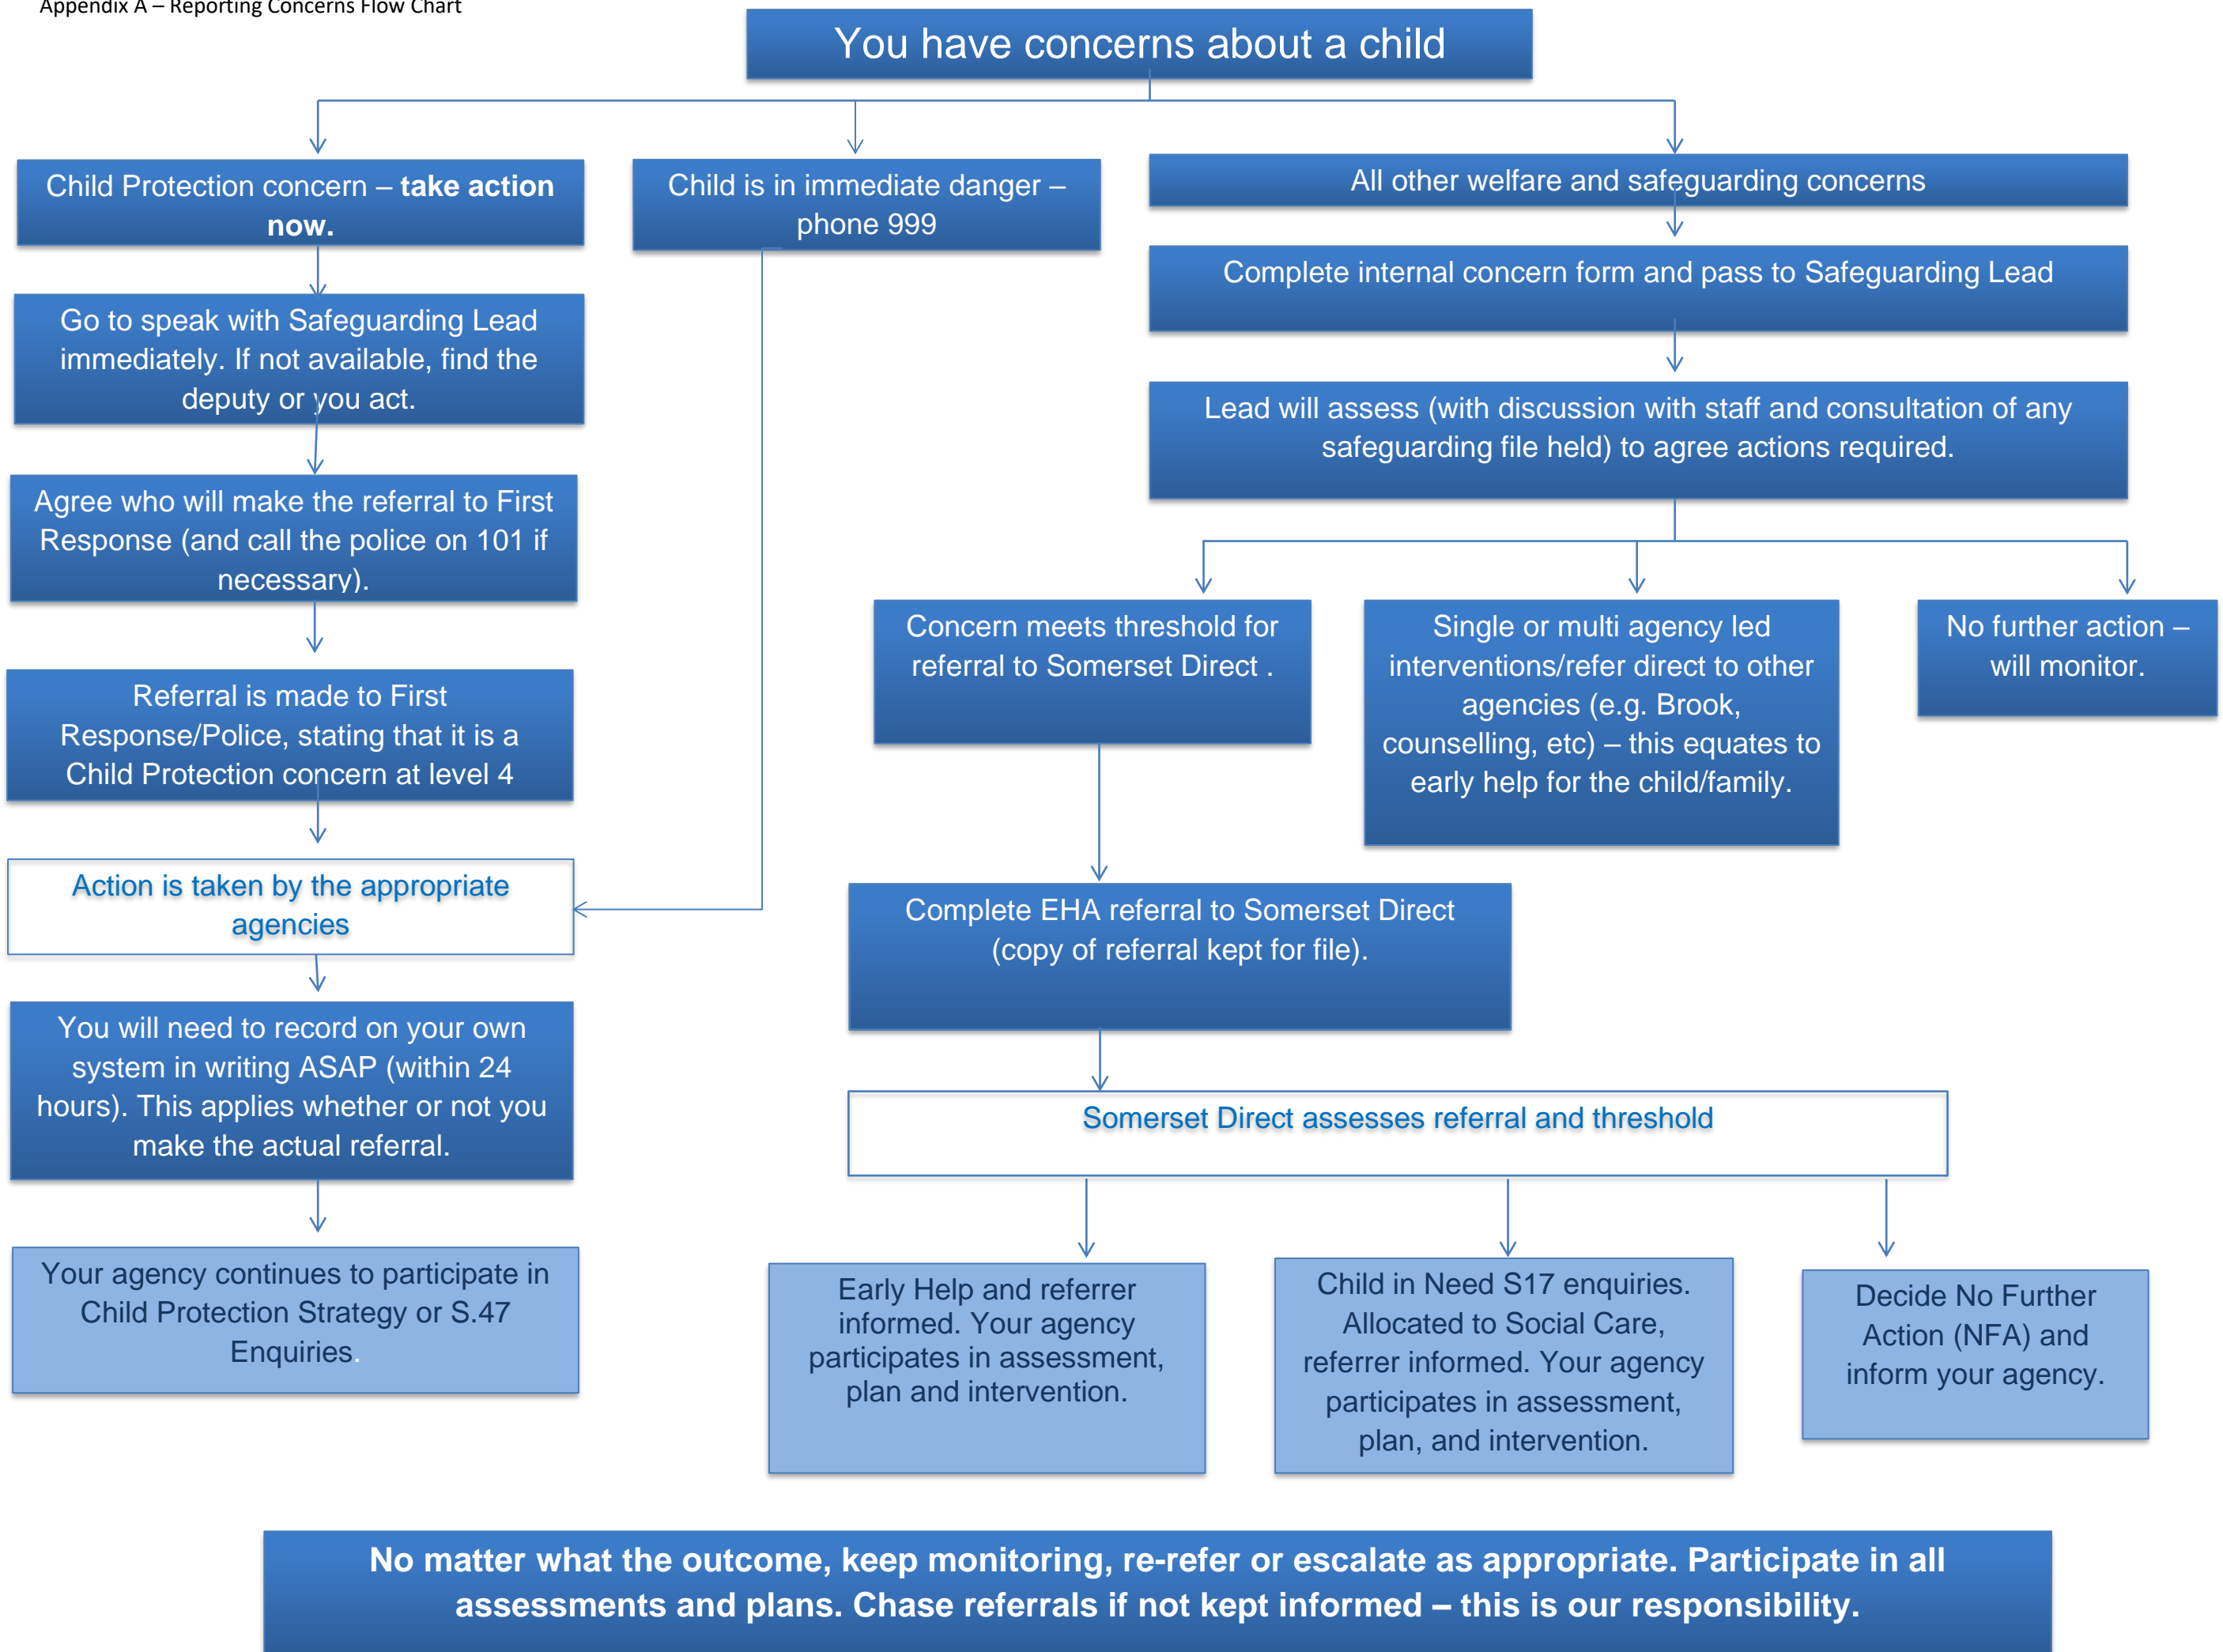 Appendix A – Reporting Concerns Flow Chart
You have concerns about a child
Child Protection concern – take action
now.
Child is in immediate danger –
phone 999
All other welfare and safeguarding concerns
Go to speak with Safeguarding Lead
immediately. If not available, find the
deputy or you act.
Complete internal concern form and pass to Safeguarding Lead
Lead will assess (with discussion with staff and consultation of any
safeguarding file held) to agree actions required.
Agree who will make the referral to First
Response (and call the police on 101 if
necessary).
Concern meets threshold for
referral to Somerset Direct .
Single or multi agency led
interventions/refer direct to other
agencies (e.g. Brook,
counselling, etc) – this equates to
early help for the child/family.
No further action –
will monitor.
Referral is made to First
Response/Police, stating that it is a
Child Protection concern at level 4
Action is taken by the appropriate
agencies
Complete EHA referral to Somerset Direct
(copy of referral kept for file).
You will need to record on your own
system in writing ASAP (within 24
hours). This applies whether or not you
make the actual referral.
Somerset Direct assesses referral and threshold
Your agency continues to participate in
Child Protection Strategy or S.47
Enquiries.
Early Help and referrer
informed. Your agency
participates in assessment,
plan and intervention.
Child in Need S17 enquiries.
Allocated to Social Care,
referrer informed. Your agency
participates in assessment,
plan, and intervention.
Decide No Further
Action (NFA) and
inform your agency.
No matter what the outcome, keep monitoring, re-refer or escalate as appropriate. Participate in all
assessments and plans. Chase referrals if not kept informed – this is our responsibility.